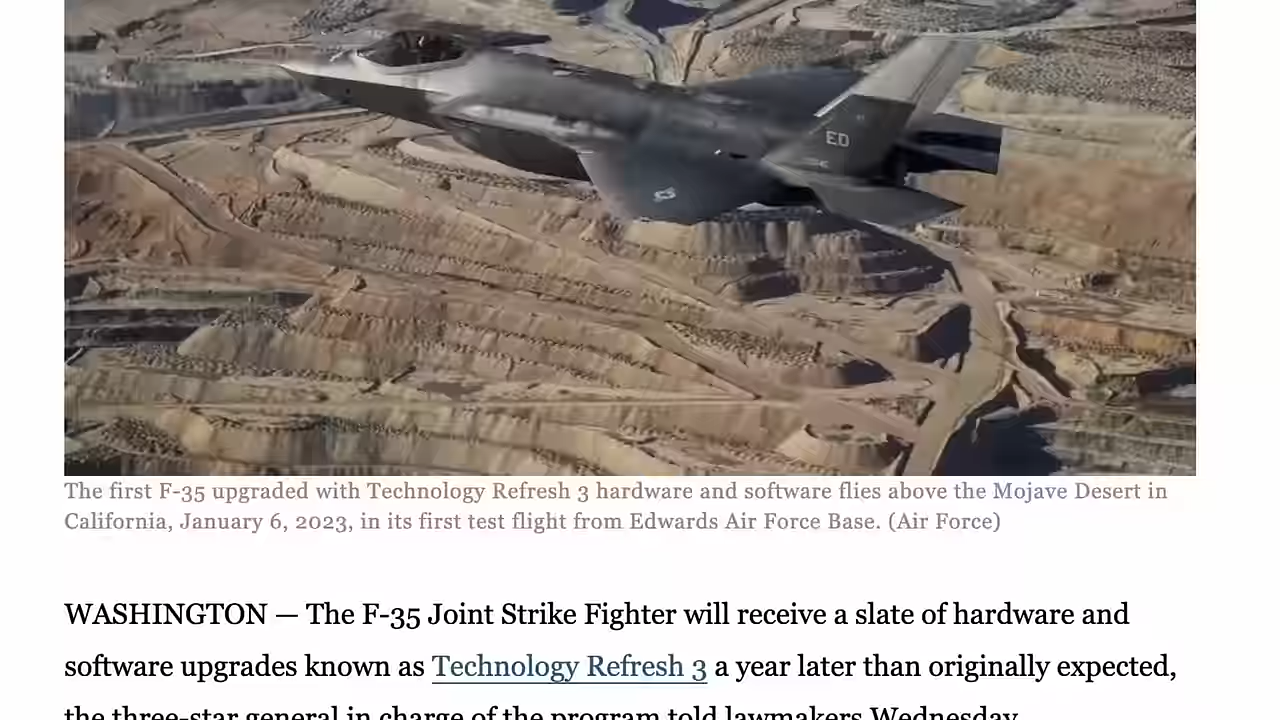 ED
The first F-35 upgraded with Technology Refresh 3 hardware and software flies above the Mojave Desert in
California, January 6, 2023, in its first test flight from Edwards Air Force Base. (Air Force)
WASHINGTON — The F-35 Joint Strike Fighter will receive a slate of hardware and
software upgrades known as Technology Refresh 3 a year later than originally expected,
the three-star general in charge of the program told lawmakers Wednesday.